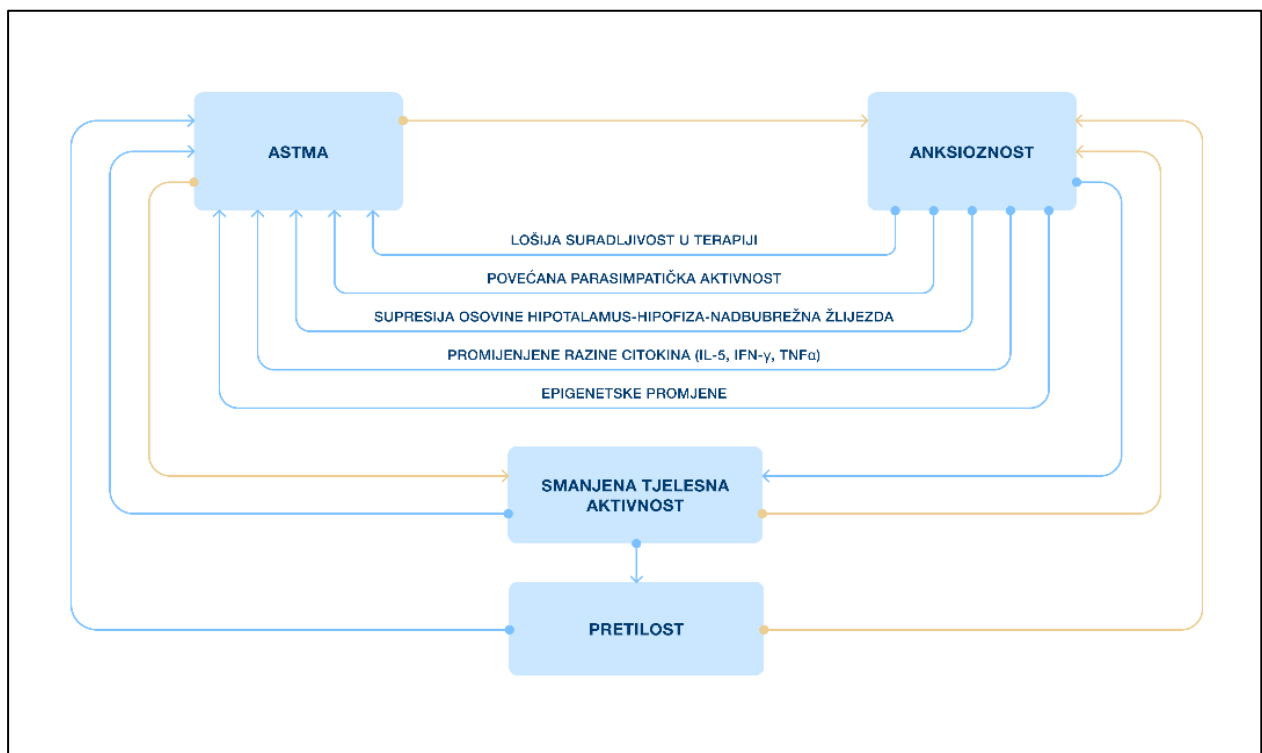 ASTMA
ANKSIOZNOST
LOŠIJA SURADLJIVOST U TERAPIJI
POVEĆANA PARASIMPATIČKA AKTIVNOST
SUPRESIJA OSOVINE HIPOTALAMUS-HIPOFIZA-NADBUBREŽNA ŽLIJEZDA
PROMIJENJENE RAZINE CITOKINA (IL-5, IFN-γ, TNFα)
EPIGENETSKE PROMJENE
SMANJENA TJELESNA
AKTIVNOST
PRETILOST